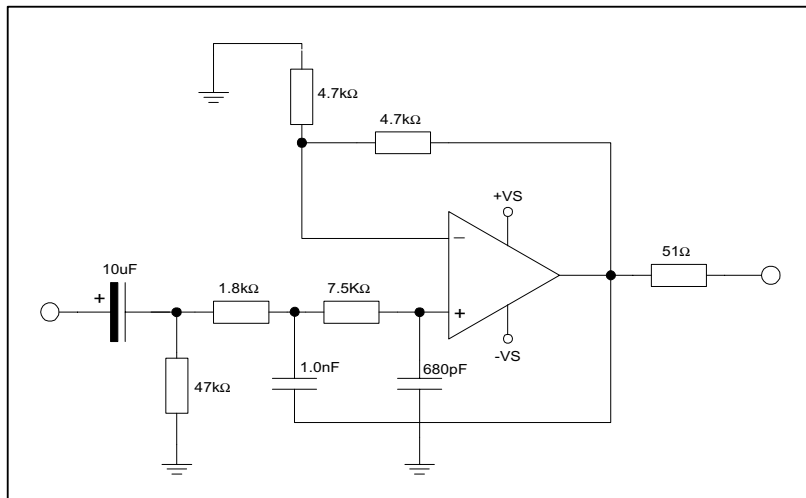 4.7kΩ
4.7kΩ
+VS
−
10uF
+
1.8kΩ
7.5KΩ
51Ω
+
-VS
47kΩ
1.0nF
680pF